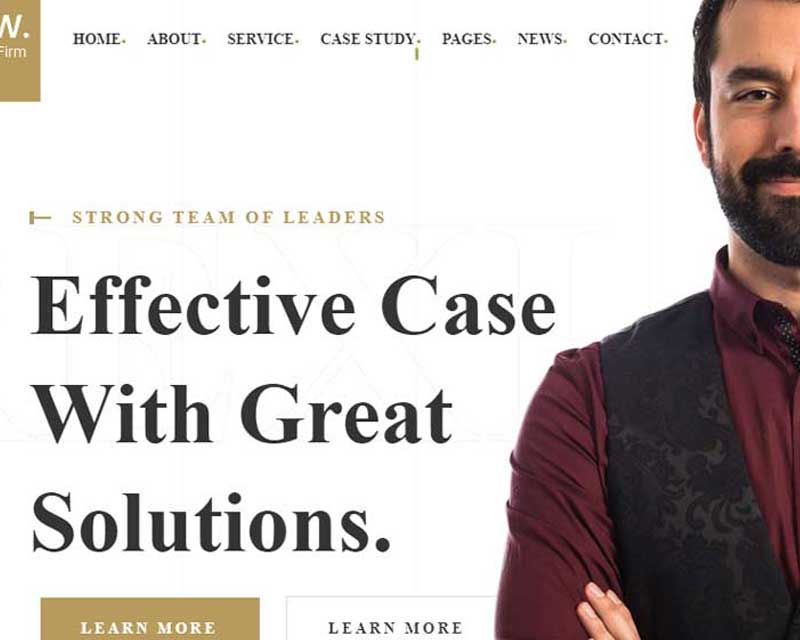 w.
Firm
HOME ABOUT SERVICE CASE STUDY PAGES NEWS CONTACT
STRONG TEAM OF LEADERS
Effective Case
With Great
Solutions.
LEARN MORE LEARN MORE